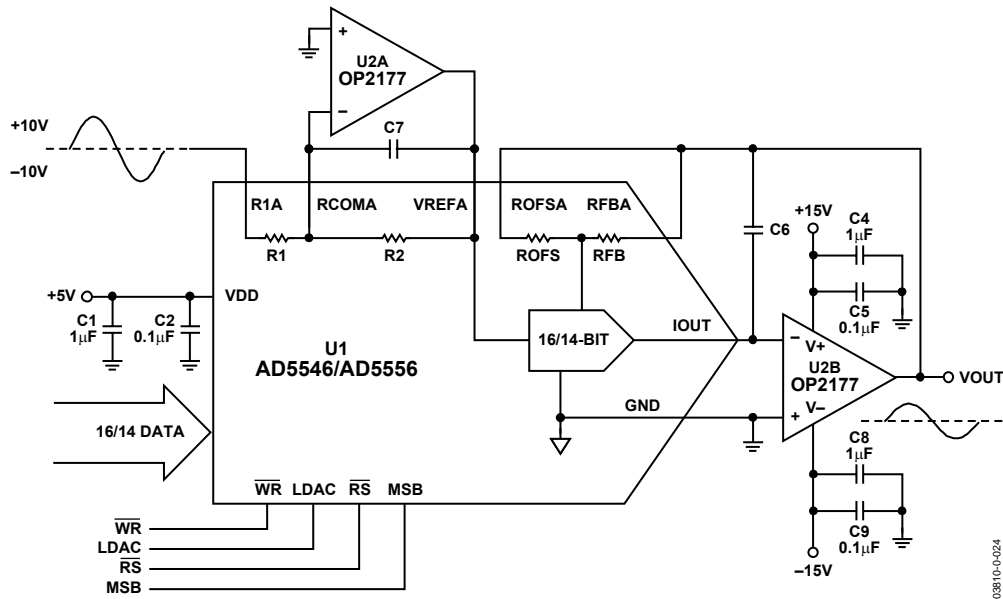 U2A
OP2177
+
–
C7
+10V
–10V
R1A
RCOMA
VREFA
ROFSA
RFBA
R1
R2
ROFS
RFB
C6
+15V
C4
1µF
C5
0.1µF
+5V
VDD
C1
1µF
C2
0.1µF
U1
AD5546/AD5556
16/14-BIT
IOUT
GND
–
V+
U2B
OP2177
+
V–
VOUT
16/14 DATA
C8
1µF
C9
0.1µF
–15V
WR
LDAC
RS
MSB
WR
LDAC
RS
MSB
03810-0-024